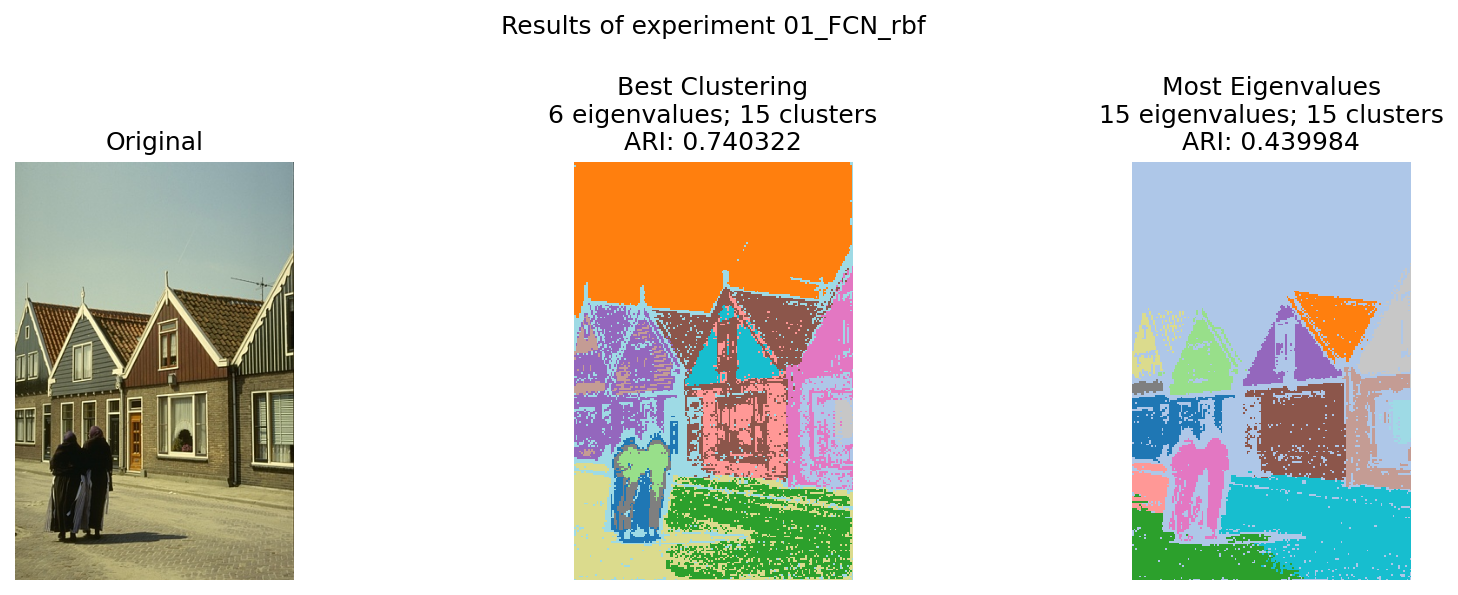 Results of experiment 01_FCN_rbf
Original
Best Clustering
6 eigenvalues; 15 clusters
ARI: 0.740322
Most Eigenvalues
15 eigenvalues; 15 clusters
ARI: 0.439984